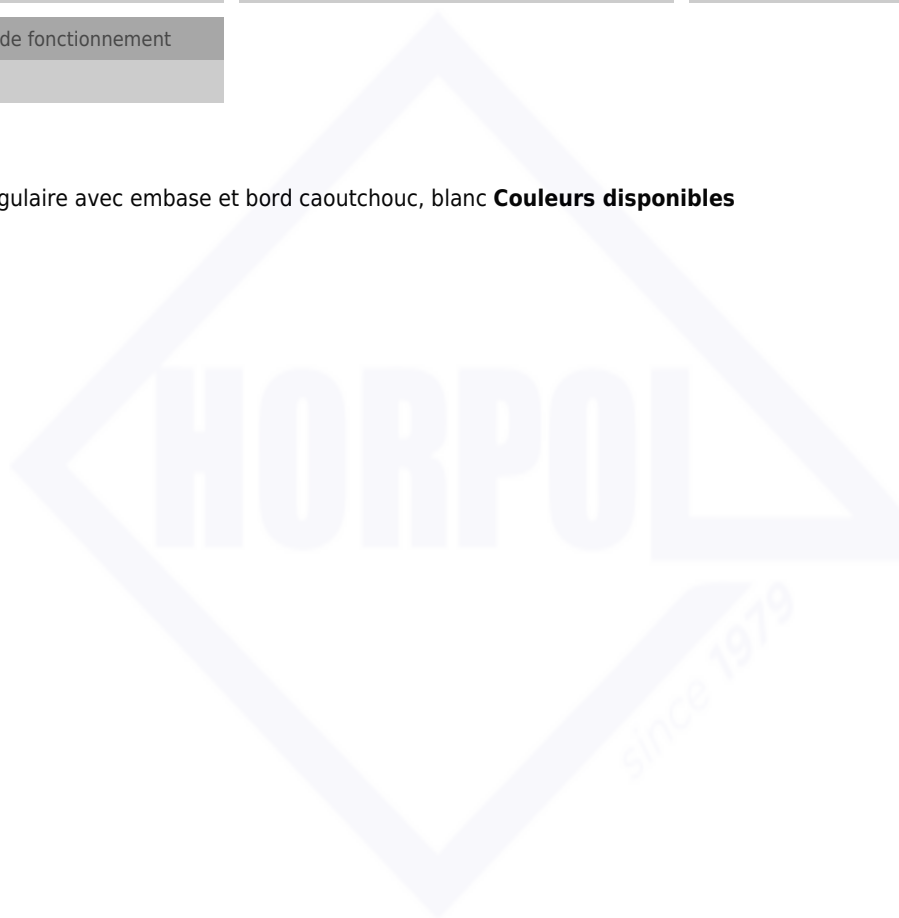 de fonctionnement
gulaire avec embase et bord caoutchouc, blanc Couleurs disponibles
HORPOL
since 1979